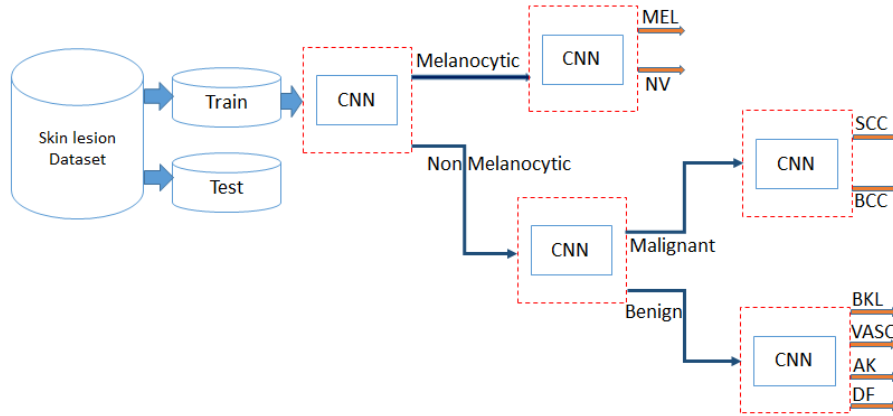 MEL
Melanocytic
CNN
NV
Train
CNN
Skin lesion
Dataset
SCC
Non Melanocytic
CNN
Test
BCC
CNN
Malignant
BKL
Benign
VASC
CNN
AK
DF